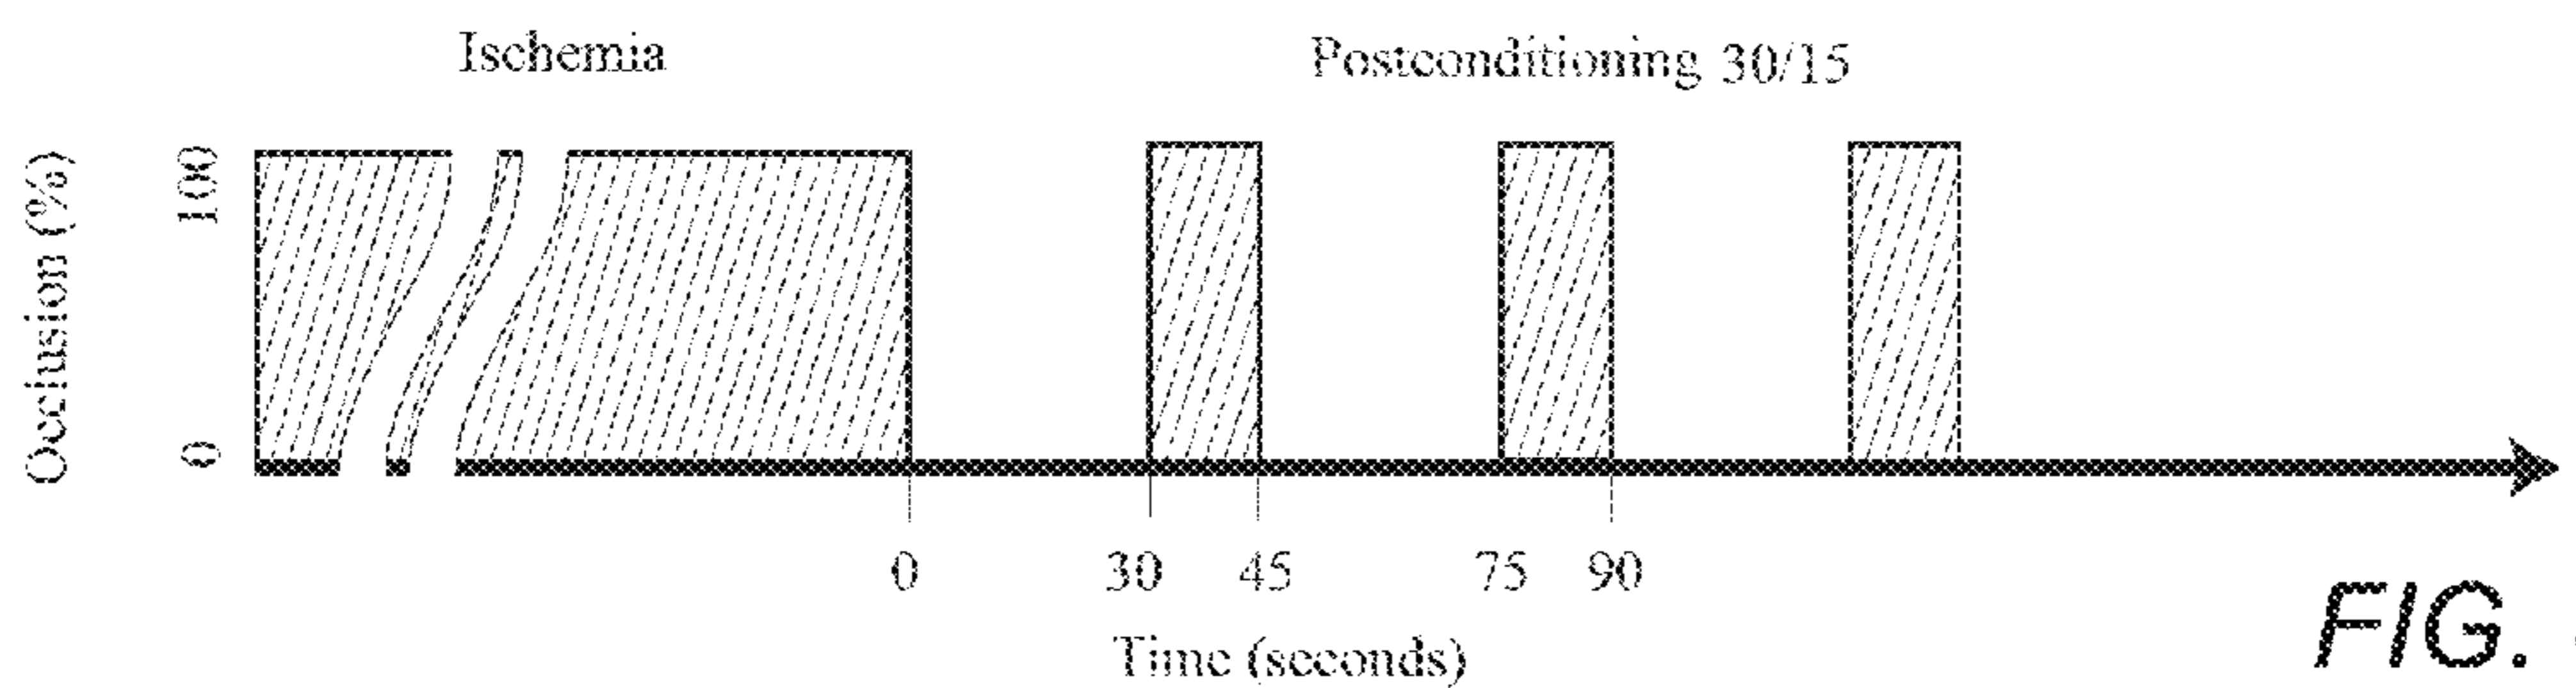 Ischemia
Postconditioning 30/15
Occlusion (%)
100
0
0 30 45 75 90
Time (seconds)
FIG.